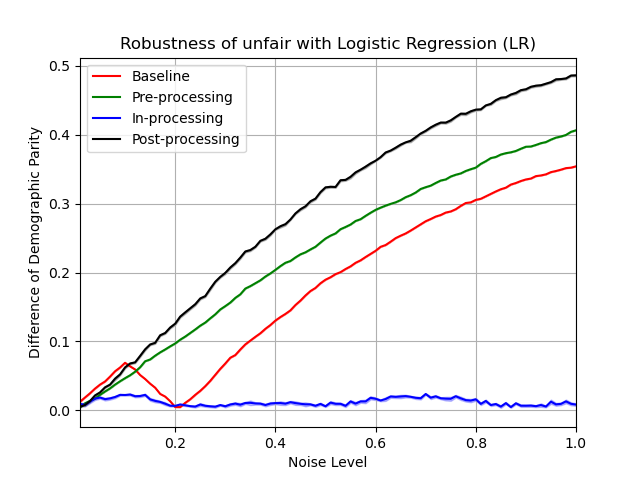 Robustness of unfair with Logistic Regression (LR)
0.5
0.4
0.3
0.2
0.1
0.0
Difference of Demographic Parity
Baseline
Pre-processing
In-processing
Post-processing
0.2 0.4 0.6 0.8 1.0
Noise Level